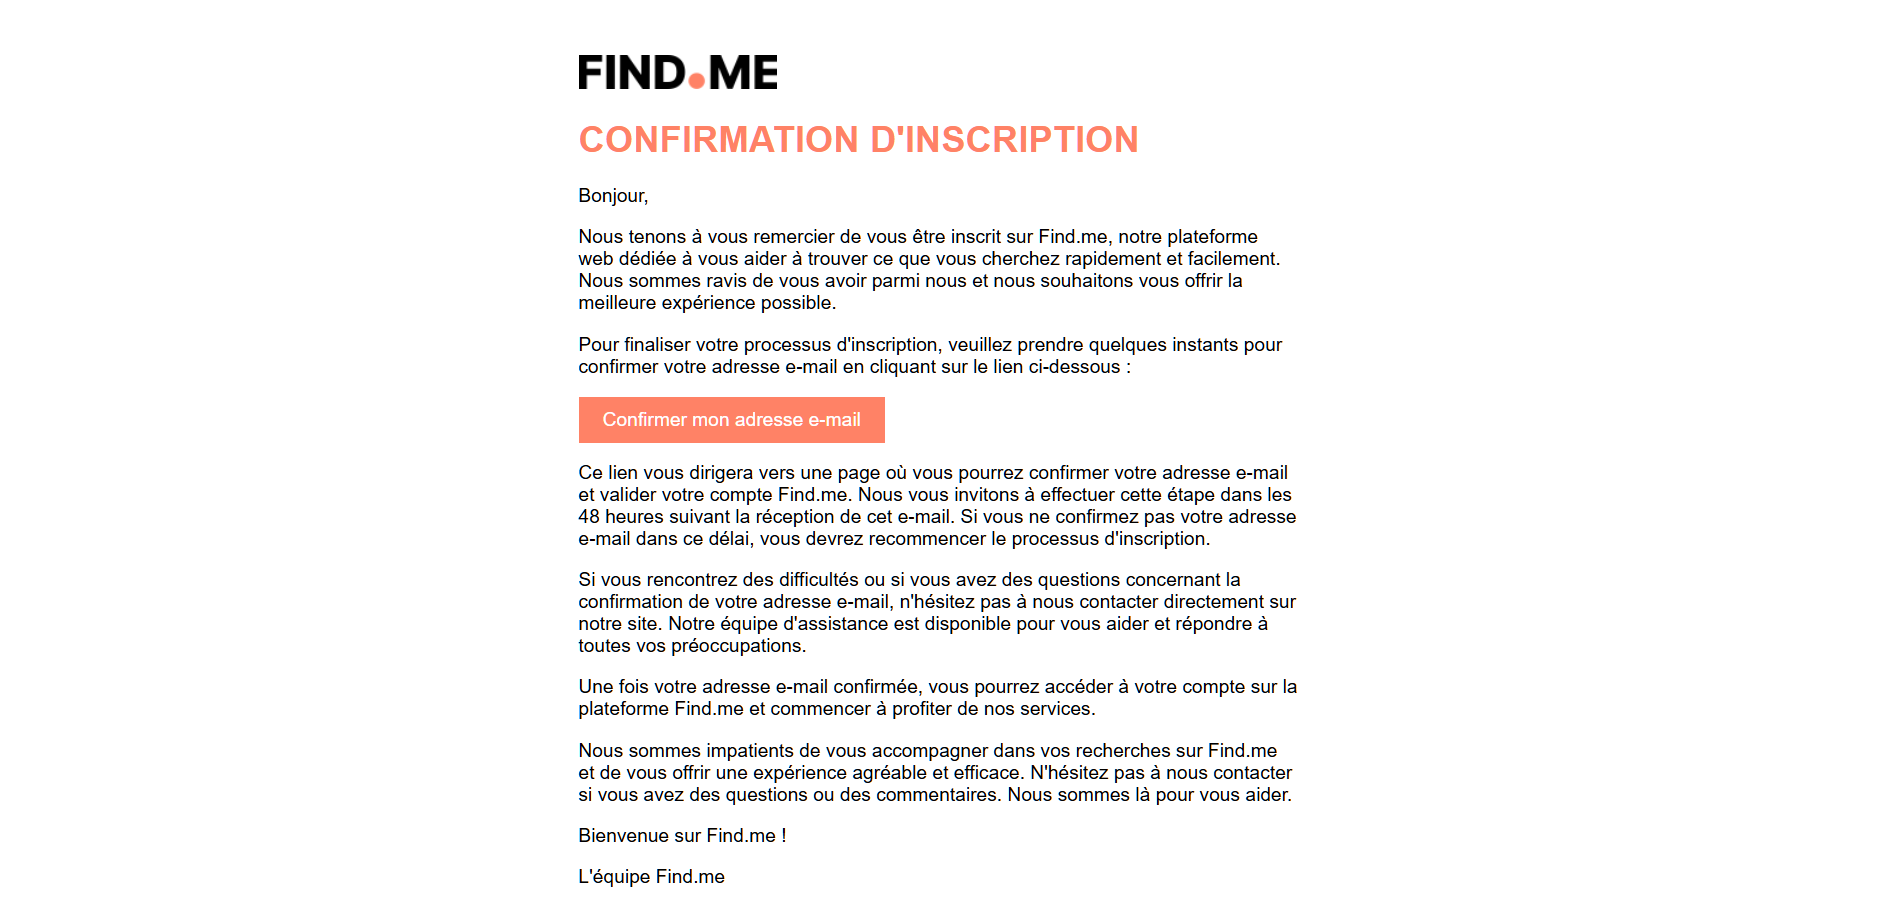 FIND.ME
CONFIRMATION D'INSCRIPTION
Bonjour,
Nous tenons à vous remercier de vous être inscrit sur Find.me, notre plateforme
web dédiée à vous aider à trouver ce que vous cherchez rapidement et facilement.
Nous sommes ravis de vous avoir parmi nous et nous souhaitons vous offrir la
meilleure expérience possible.
Pour finaliser votre processus d'inscription, veuillez prendre quelques instants pour
confirmer votre adresse e-mail en cliquant sur le lien ci-dessous :
Confirmer mon adresse e-mail
Ce lien vous dirigera vers une page où vous pourrez confirmer votre adresse e-mail
et valider votre compte Find.me. Nous vous invitons à effectuer cette étape dans les
48 heures suivant la réception de cet e-mail. Si vous ne confirmez pas votre adresse
e-mail dans ce délai, vous devrez recommencer le processus d'inscription.
Si vous rencontrez des difficultés ou si vous avez des questions concernant la
confirmation de votre adresse e-mail, n'hésitez pas à nous contacter directement sur
notre site. Notre équipe d'assistance est disponible pour vous aider et répondre à
toutes vos préoccupations.
Une fois votre adresse e-mail confirmée, vous pourrez accéder à votre compte sur la
plateforme Find.me et commencer à profiter de nos services.
Nous sommes impatients de vous accompagner dans vos recherches sur Find.me
et de vous offrir une expérience agréable et efficace. N'hésitez pas à nous contacter
si vous avez des questions ou des commentaires. Nous sommes là pour vous aider.
Bienvenue sur Find.me !
L'équipe Find.me